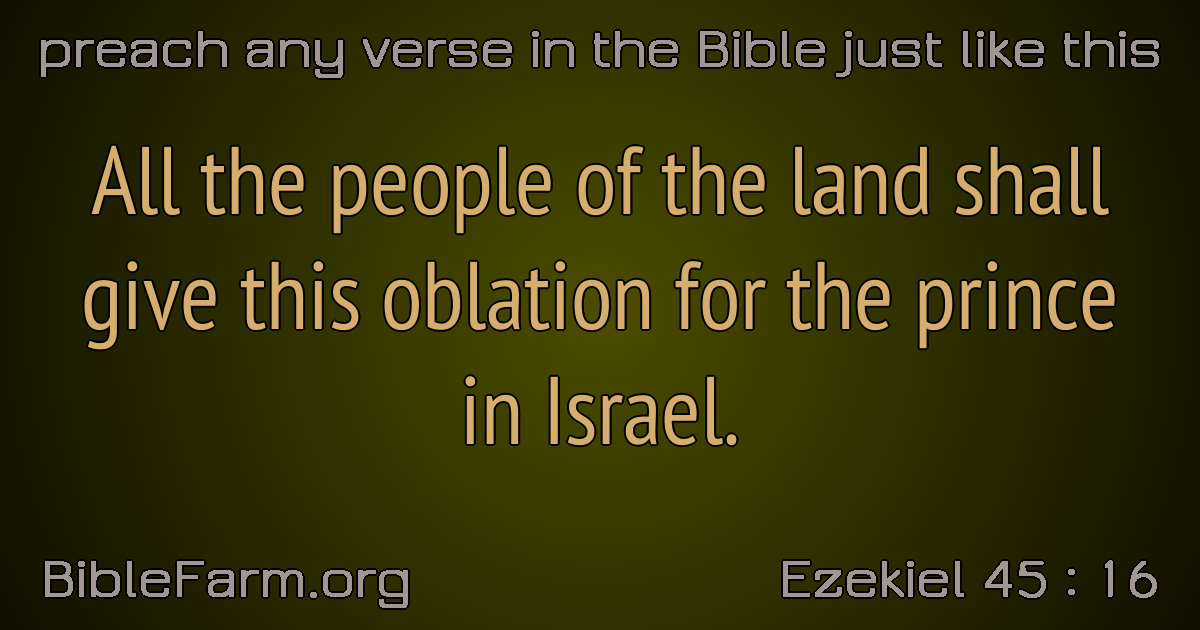 preach any verse in the Bible just like this
All the people of the land shall
give this oblation for the prince
in Israel.
BibleFarm.org
Ezekiel 45 : 16